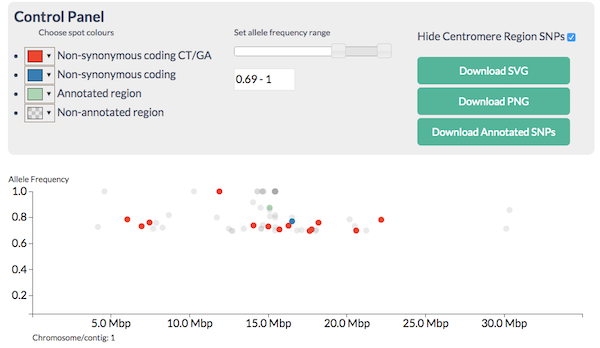 Control Panel
Choose spot colours
Non-synonymous coding CT/GA
Non-synonymous coding
Annotated region
Non-annotated region
Set allele frequency range
0.69 - 1
Hide Centromere Region SNPs
Download SVG
Download PNG
Download Annotated SNPs
Allele Frequency
1.0
0.8
0.6
0.4
0.2
5.0 Mbp 10.0 Mbp 15.0 Mbp 20.0 Mbp 25.0 Mbp 30.0 Mbp
Chromosome/contig: 1